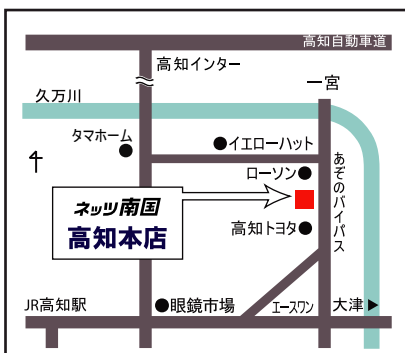 高知自動車道
高知インター
一宮
久万川
タマホーム
●イエローハット
ローソン●
あぞのバイパス
ネッツ南国
高知本店
高知トヨタ●
JR高知駅
●眼鏡市場
エースワン
大津▶